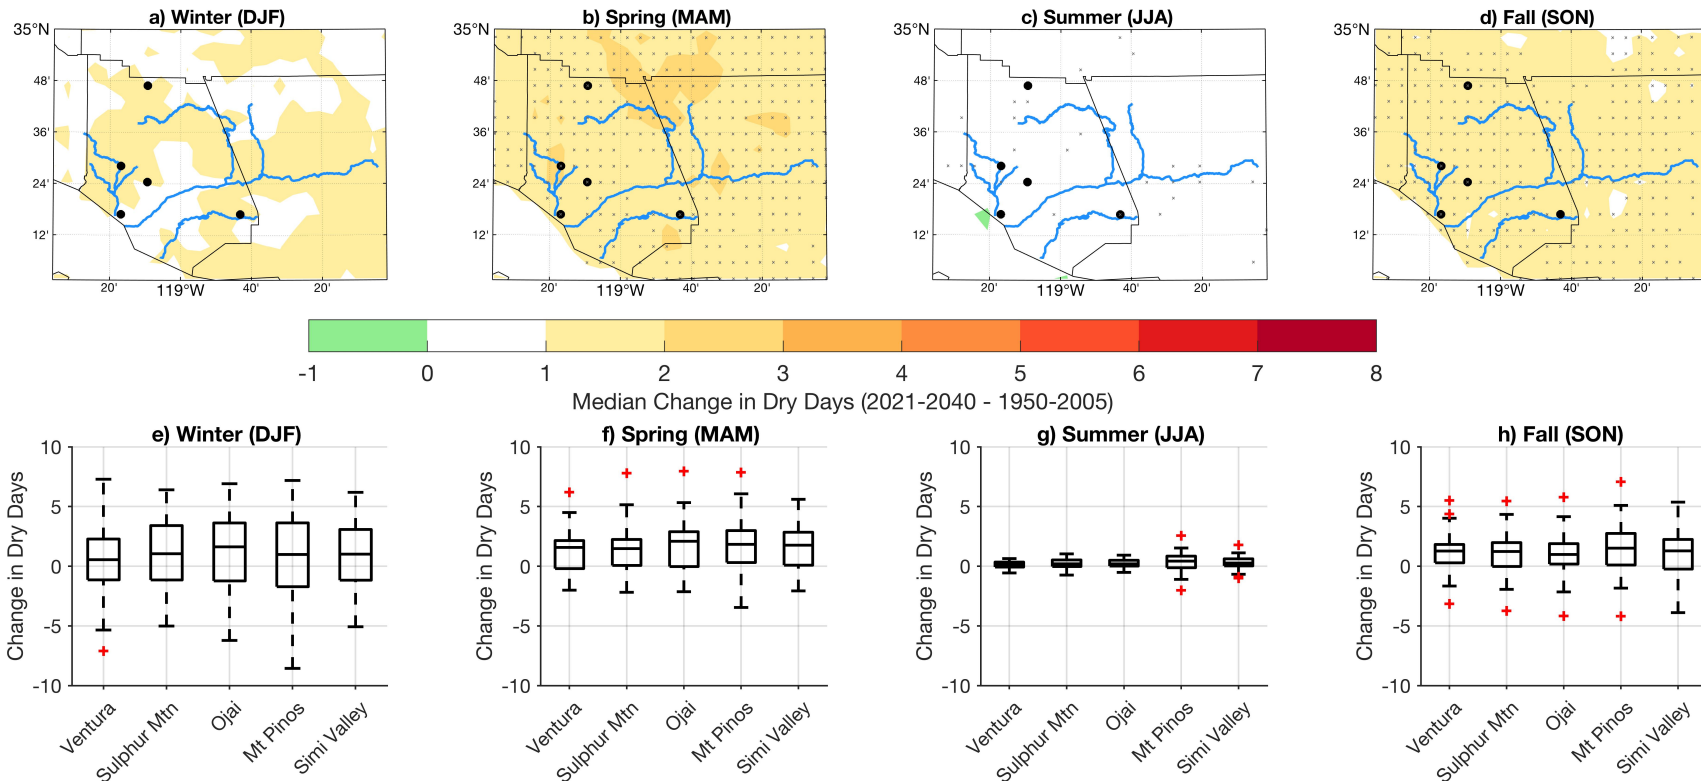 a) Winter (DJF)
35°N
48'
36'
24'
12'
20'
119°W
40'
20'
b) Spring (MAM)
35°N
48'
36'
24'
12'
20'
119°W
40'
20'
c) Summer (JJA)
35°N
48'
36'
24'
12'
20'
119°W
40'
20'
d) Fall (SON)
35°N
48'
36'
24'
12'
20'
119°W
40'
20'
-1 0 1 2 3 4 5 6 7 8
Median Change in Dry Days (2021-2040 - 1950-2005)
e) Winter (DJF)
Change in Dry Days
10
5
0
-5
-10
Ventura
Sulphur Mtn
Ojai
Mt Pinos
Simi Valley
f) Spring (MAM)
Change in Dry Days
10
5
0
-5
-10
Ventura
Sulphur Mtn
Ojai
Mt Pinos
Simi Valley
g) Summer (JJA)
Change in Dry Days
10
5
0
-5
-10
Ventura
Sulphur Mtn
Ojai
Mt Pinos
Simi Valley
h) Fall (SON)
Change in Dry Days
10
5
0
-5
-10
Ventura
Sulphur Mtn
Ojai
Mt Pinos
Simi Valley